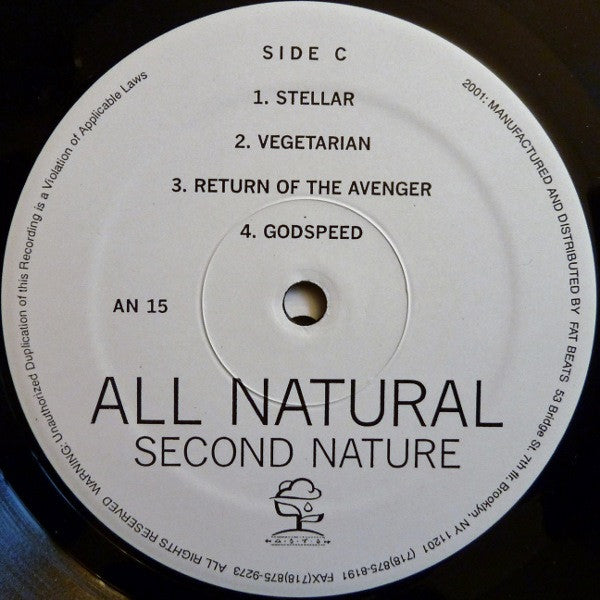 SIDE C
1. STELLAR
2. VEGETARIAN
3. RETURN OF THE AVENGER
4. GODSPEED
AN 15
ALL NATURAL
SECOND NATURE
2001: MANUFACTURED AND DISTRIBUTED BY FAT BEATS 53 Bridge St. 7th flr. Brooklyn, NY 11201 (718)875-8191 FAX(718)875-9273 ALL RIGHTS RESERVED WARNING: Unauthorized Duplication of this Recording is a Violation of Applicable Laws